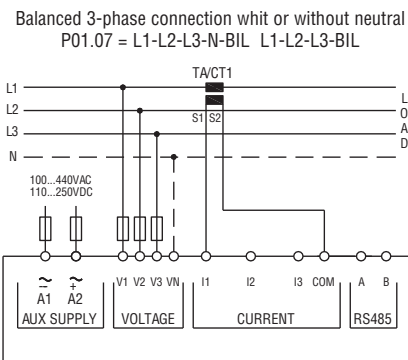 Balanced 3-phase connection whit or without neutral
P01.07 = L1-L2-L3-N-BIL L1-L2-L3-BIL
TA/CT1
L1
L2
L3
N
S1 S2
L
O
A
D
100...440VAC
110...250VDC
V1 V2 V3 VN I1 I2 I3 COM A B
~ ~
- +
A1 A2
AUX SUPPLY VOLTAGE CURRENT RS485